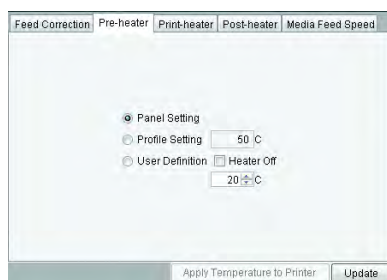 Feed Correction Pre-heater Print-heater Post-heater Media Feed Speed
Panel Setting
Profile Setting 50 C
User Definition Heater Off
20 C
Apply Temperature to Printer Update